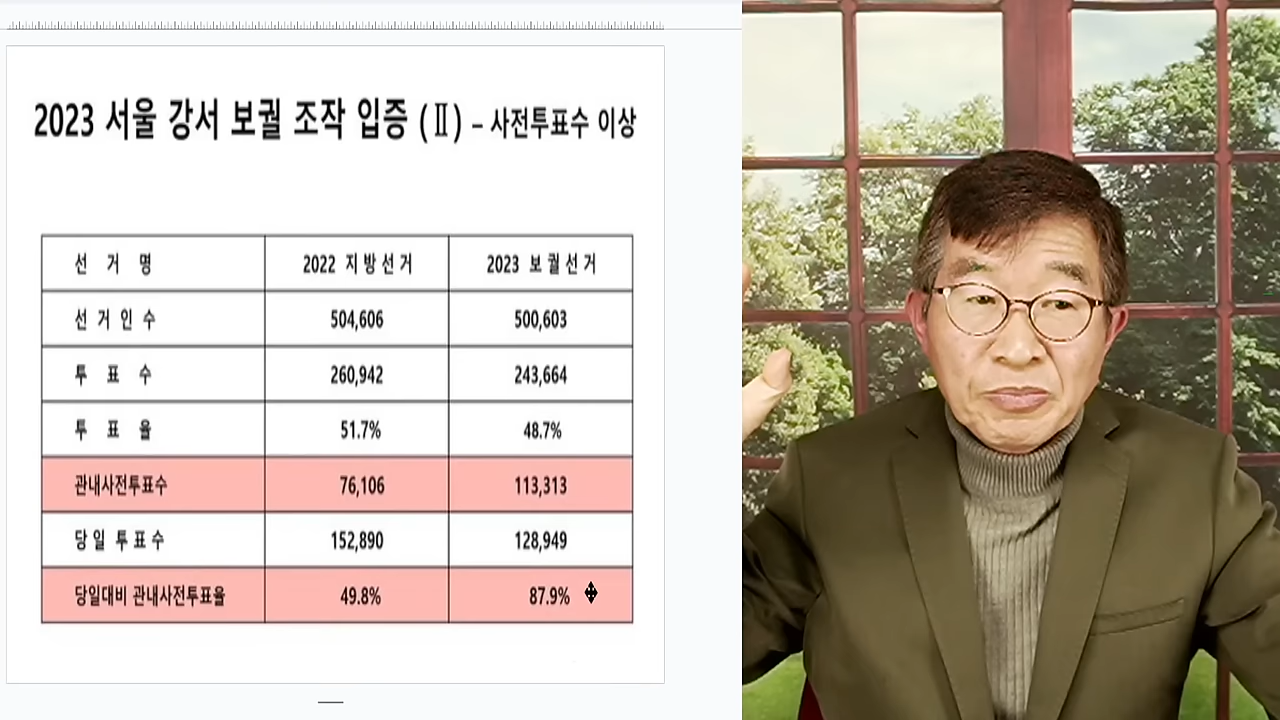 2023 서울 강서 보궐 조작 입증 (Ⅱ) – 사전투표수 이상
선 거 명 2022 지방선거 2023 보궐선거
선 거 인 수 504,606 500,603
투 표 수 260,942 243,664
투 표 율 51.7% 48.7%
관내사전투표수 76,106 113,313
당일 투표수 152,890 128,949
당일대비 관내사전투표율 49.8% 87.9%